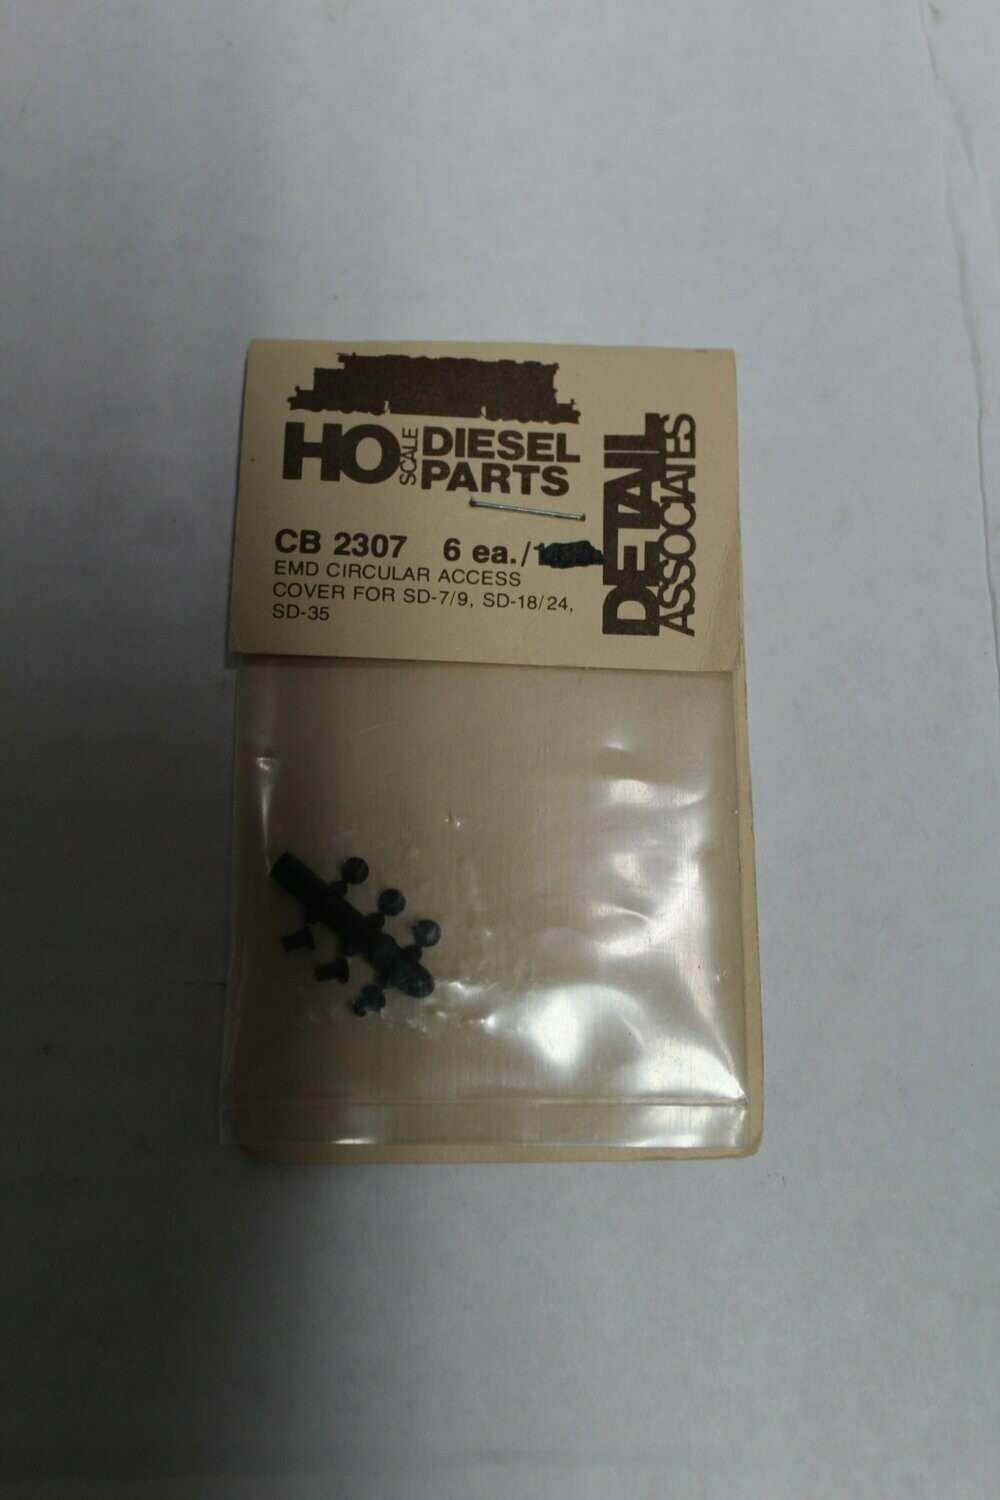 HO SCALE DIESEL
PARTS
CB 2307 6 ea./1
EMD CIRCULAR ACCESS
COVER FOR SD-7/9, SD-18/24,
SD-35
DETAIL
ASSOCIATES